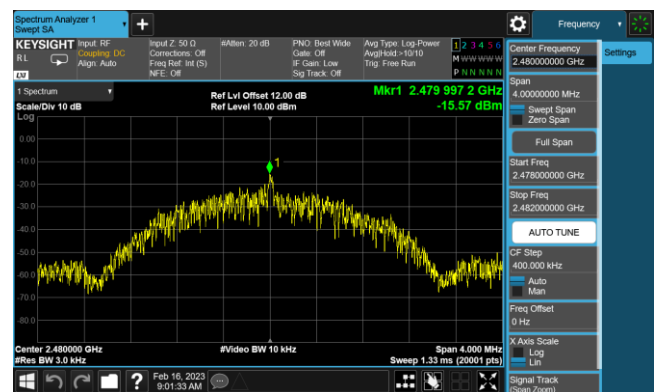 Spectrum Analyzer 1
Swept SA
Frequency
KEYSIGHT
Input: RF
Coupling: DC
Align: Auto
Input Z: 50 Ω
Corrections: Off
Freq Ref: Int (S)
NFE: Off
#Atten: 20 dB
PNO: Best Wide
Gate: Off
IF Gain: Low
Sig Track: Off
Avg Type: Log-Power
Avg|Hold:>10/10
Trig: Free Run
1 2 3 4 5 6
M W W W W W
P N N N N N
R L
LXI
1 Spectrum
Scale/Div 10 dB
Log
Ref Lvl Offset 12.00 dB
Ref Level 10.00 dBm
Mkr1 2.479 997 2 GHz
-15.57 dBm
1
0.00
-10.0
-20.0
-30.0
-40.0
-50.0
-60.0
-70.0
-80.0
Center 2.480000 GHz
#Res BW 3.0 kHz
#Video BW 10 kHz
Span 4.000 MHz
Sweep 1.33 ms (20001 pts)
Feb 16, 2023
9:01:33 AM
Center Frequency
2.480000000 GHz
Settings
Span
4.00000000 MHz
Swept Span
Zero Span
Full Span
Start Freq
2.478000000 GHz
Stop Freq
2.482000000 GHz
AUTO TUNE
CF Step
400.000 kHz
Auto
Man
Freq Offset
0 Hz
X Axis Scale
Log
Lin
Signal Track
(Span Zoom)